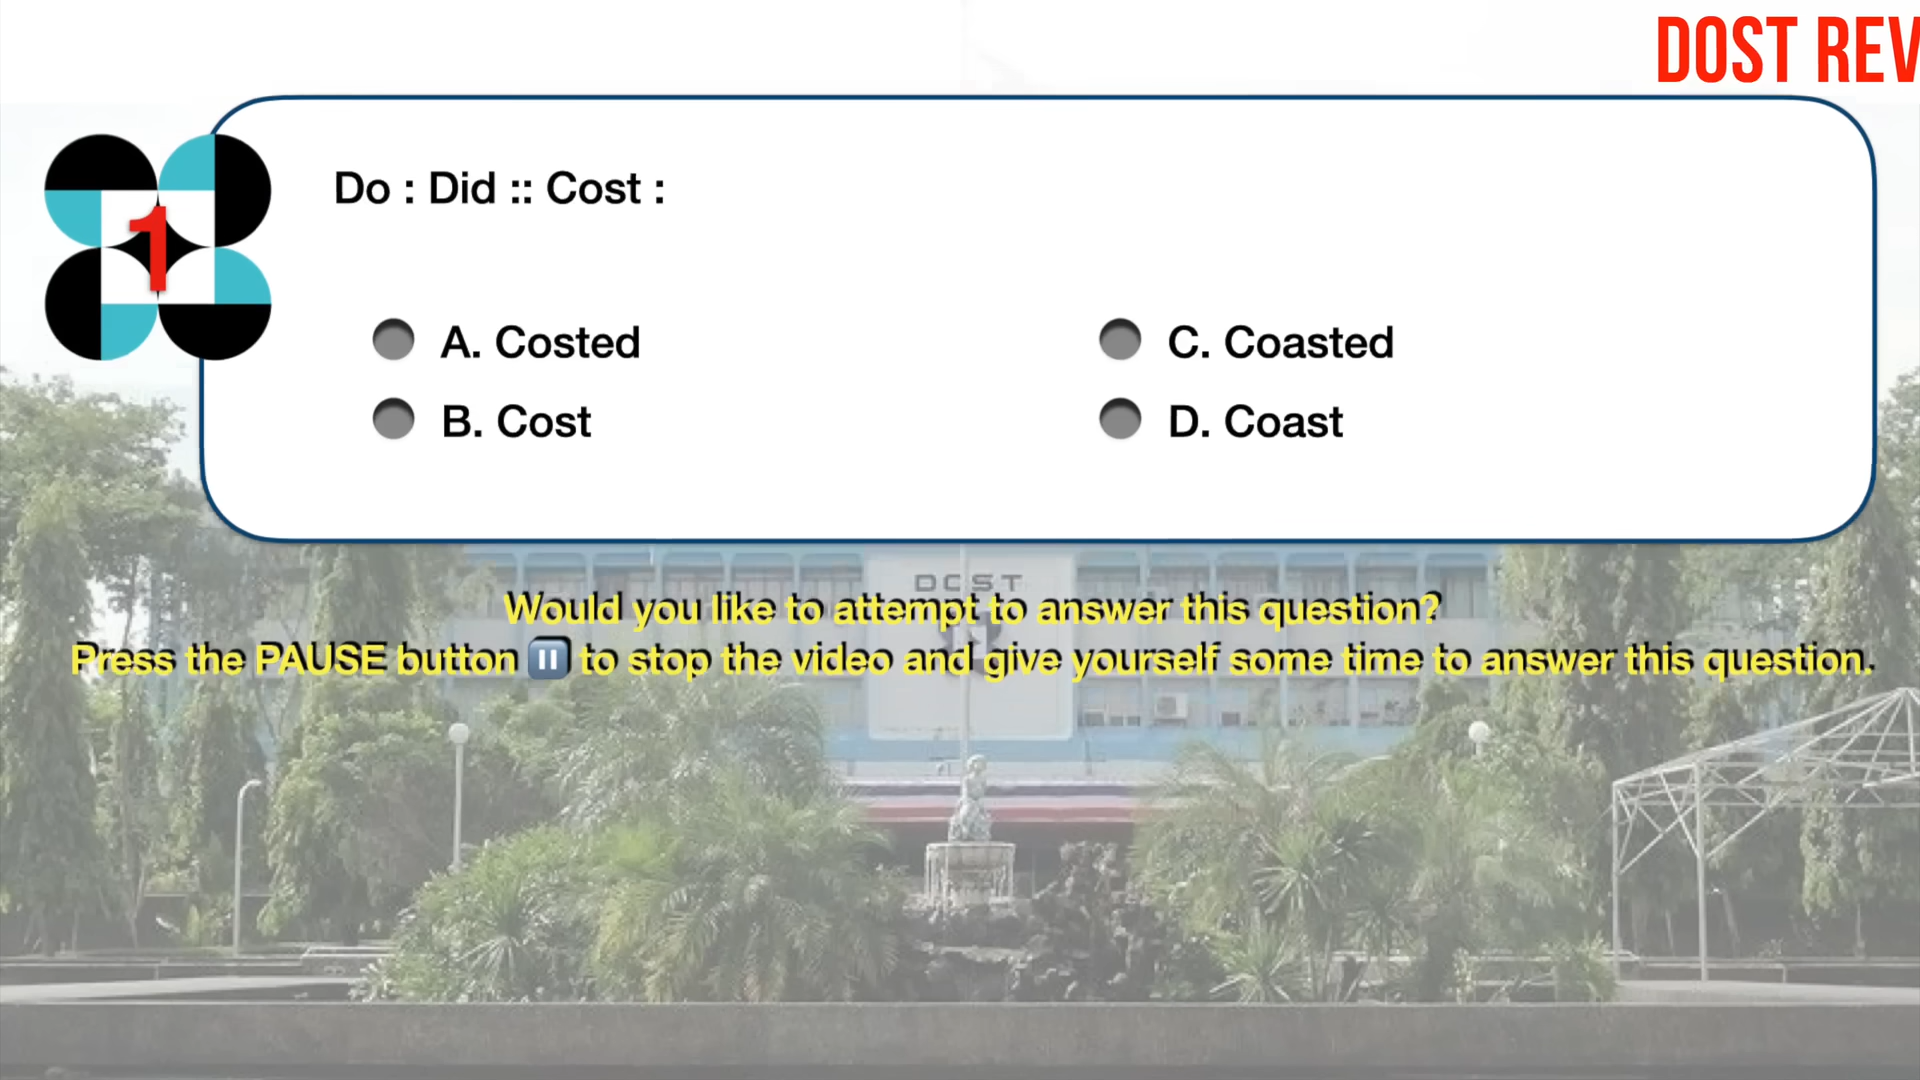 DOST REV
1
Do : Did :: Cost :
A. Costed
C. Coasted
B. Cost
D. Coast
DOST
Would you like to attempt to answer this question?
Press the PAUSE button ⏸️ to stop the video and give yourself some time to answer this question.